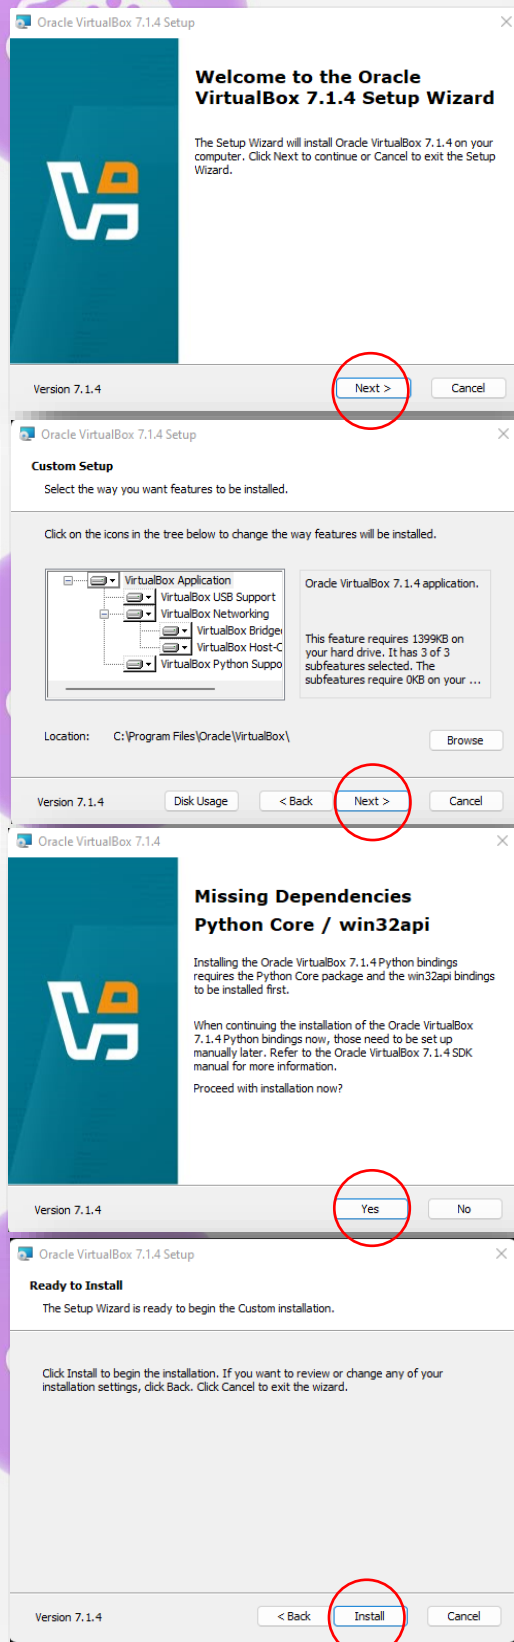 Oracle VirtualBox 7.1.4 Setup
Welcome to the Oracle
VirtualBox 7.1.4 Setup Wizard
The Setup Wizard will install Oracle VirtualBox 7.1.4 on your
computer. Click Next to continue or Cancel to exit the Setup
Wizard.
Version 7.1.4
Next >
Cancel
Oracle VirtualBox 7.1.4 Setup
Custom Setup
Select the way you want features to be installed.
Click on the icons in the tree below to change the way features will be installed.
VirtualBox Application
VirtualBox USB Support
VirtualBox Networking
VirtualBox Bridge
VirtualBox Host-C
VirtualBox Python Suppo
Oracle VirtualBox 7.1.4 application.
This feature requires 1399KB on
your hard drive. It has 3 of 3
subfeatures selected. The
subfeatures require 0KB on your ...
Location: C:\Program Files\Oracle\VirtualBox\
Browse
Version 7.1.4
Disk Usage
< Back
Next >
Cancel
Oracle VirtualBox 7.1.4
Missing Dependencies
Python Core / win32api
Installing the Oracle VirtualBox 7.1.4 Python bindings
requires the Python Core package and the win32api bindings
to be installed first.
When continuing the installation of the Oracle VirtualBox
7.1.4 Python bindings now, those need to be set up
manually later. Refer to the Oracle VirtualBox 7.1.4 SDK
manual for more information.
Proceed with installation now?
Version 7.1.4
Yes
No
Oracle VirtualBox 7.1.4 Setup
Ready to Install
The Setup Wizard is ready to begin the Custom installation.
Click Install to begin the installation. If you want to review or change any of your
installation settings, click Back. Click Cancel to exit the wizard.
Version 7.1.4
< Back
Install
Cancel